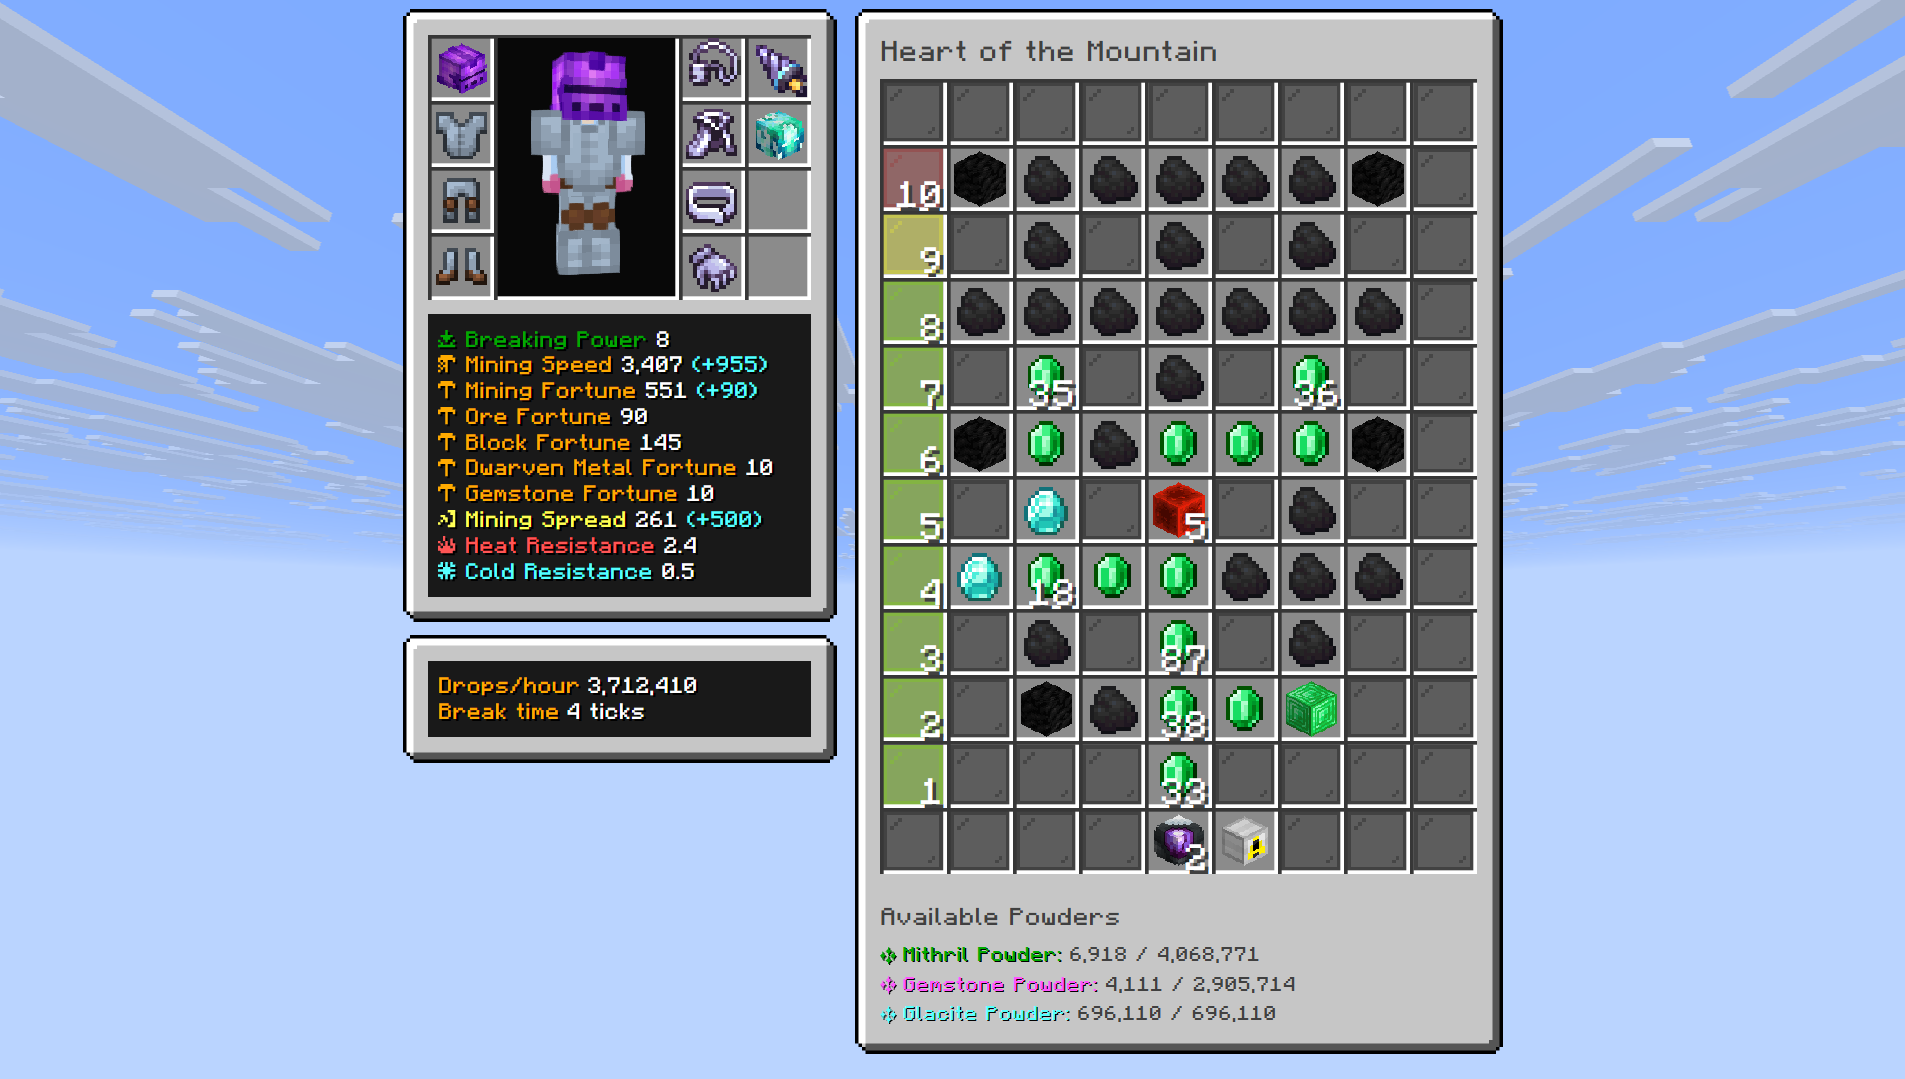 Breaking Power 8
Mining Speed 3,407 (+955)
Mining Fortune 551 (+90)
Ore Fortune 90
Block Fortune 145
Dwarven Metal Fortune 10
Gemstone Fortune 10
Mining Spread 261 (+500)
Heat Resistance 2.4
Cold Resistance 0.5
Drops/hour 3,712,410
Break time 4 ticks
Heart of the Mountain
10
9
8
7 35 36
6
5 5
4 18
3 87
2 38
1 33
2
Available Powders
Mithril Powder: 6,918 / 4,068,771
Gemstone Powder: 4,111 / 2,905,714
Glacite Powder: 696,110 / 696,110